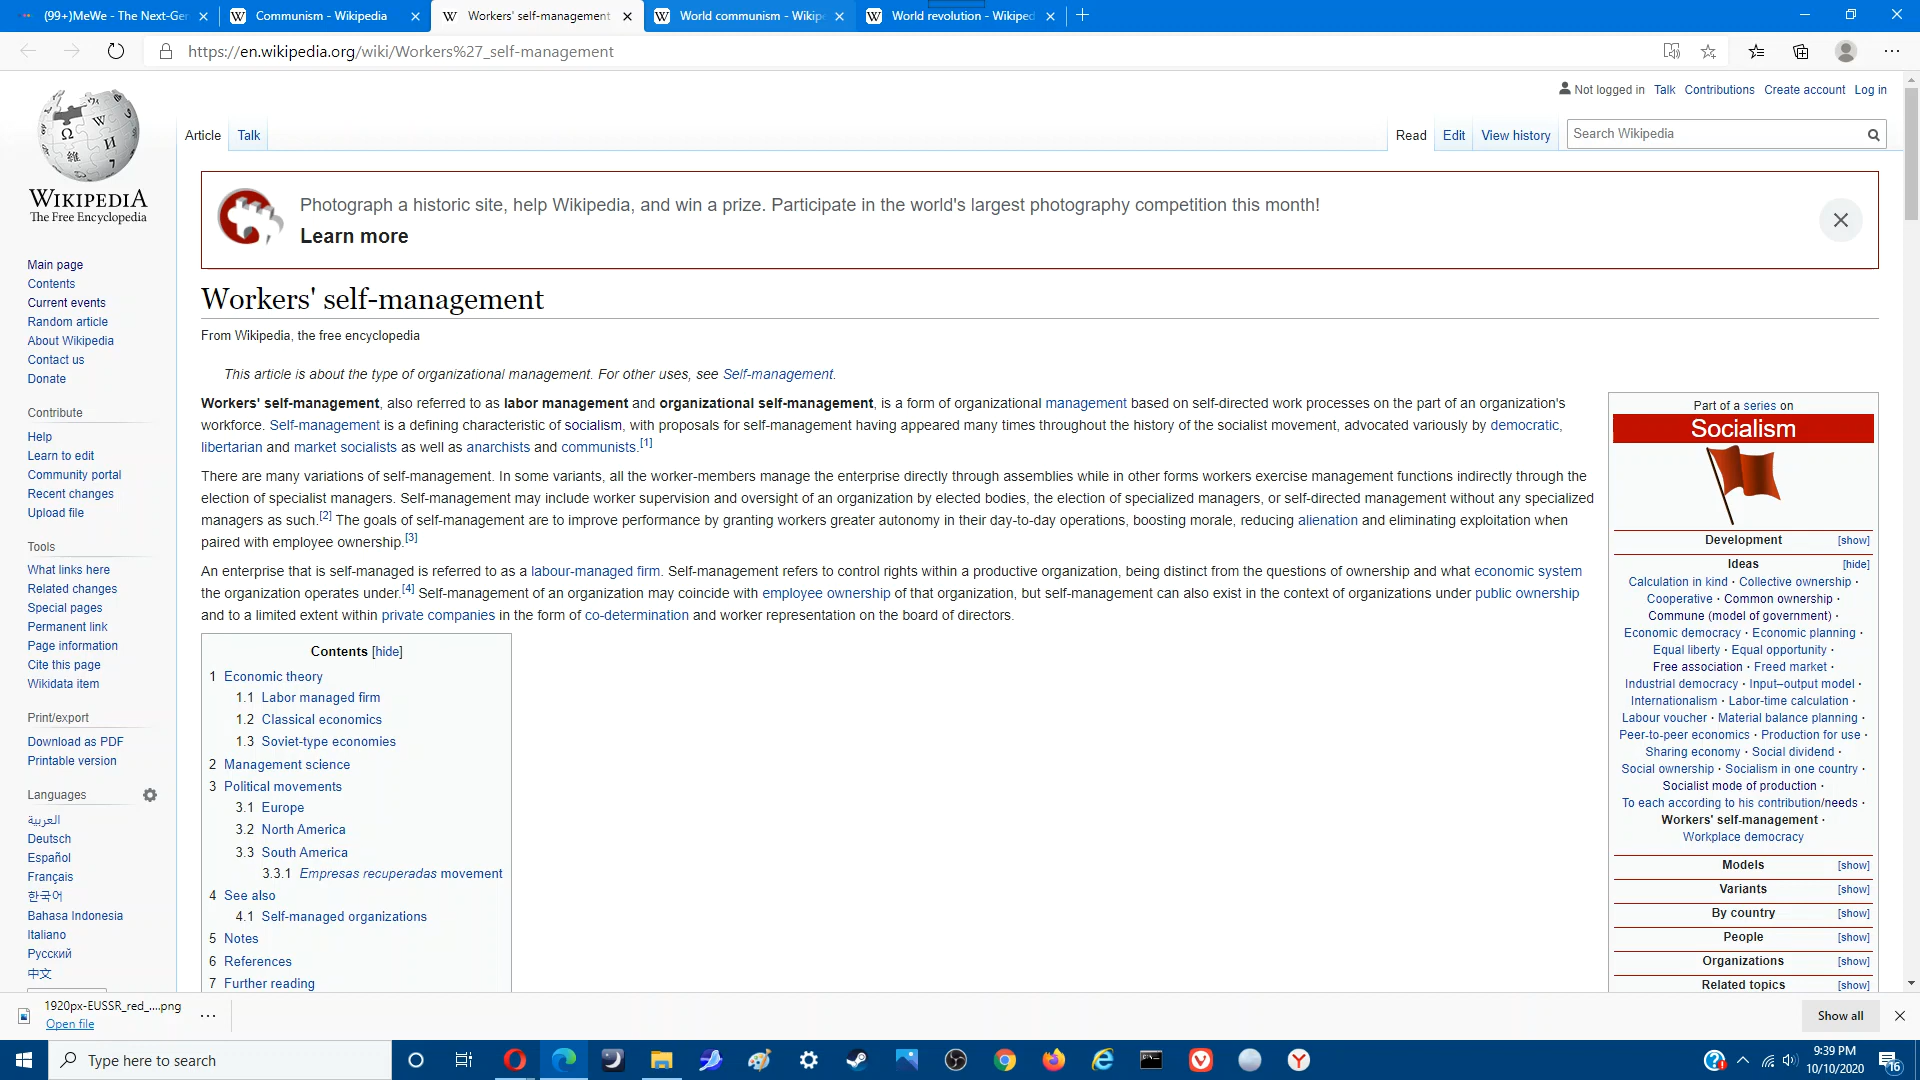 (99+)MeWe - The Next-Ger
Communism - Wikipedia
Workers' self-management
World communism - Wikip
World revolution - Wikiped
https://en.wikipedia.org/wiki/Workers%27_self-management
Not logged in Talk Contributions Create account Log in
Article Talk
Read Edit View history
Search Wikipedia
WIKIPEDIA
The Free Encyclopedia
Photograph a historic site, help Wikipedia, and win a prize. Participate in the world's largest photography competition this month!
Learn more
Main page
Contents
Current events
Random article
About Wikipedia
Contact us
Donate
Contribute
Help
Learn to edit
Community portal
Recent changes
Upload file
Tools
What links here
Related changes
Special pages
Permanent link
Page information
Cite this page
Wikidata item
Print/export
Download as PDF
Printable version
Languages
العربية
Deutsch
Español
Français
한국어
Bahasa Indonesia
Italiano
Русский
中文
Workers' self-management
From Wikipedia, the free encyclopedia
This article is about the type of organizational management. For other uses, see Self-management.
Workers' self-management, also referred to as labor management and organizational self-management, is a form of organizational management based on self-directed work processes on the part of an organization's
workforce. Self-management is a defining characteristic of socialism, with proposals for self-management having appeared many times throughout the history of the socialist movement, advocated variously by democratic,
libertarian and market socialists as well as anarchists and communists.[1]
There are many variations of self-management. In some variants, all the worker-members manage the enterprise directly through assemblies while in other forms workers exercise management functions indirectly through the
election of specialist managers. Self-management may include worker supervision and oversight of an organization by elected bodies, the election of specialized managers, or self-directed management without any specialized
managers as such.[2] The goals of self-management are to improve performance by granting workers greater autonomy in their day-to-day operations, boosting morale, reducing alienation and eliminating exploitation when
paired with employee ownership.[3]
An enterprise that is self-managed is referred to as a labour-managed firm. Self-management refers to control rights within a productive organization, being distinct from the questions of ownership and what economic system
the organization operates under.[4] Self-management of an organization may coincide with employee ownership of that organization, but self-management can also exist in the context of organizations under public ownership
and to a limited extent within private companies in the form of co-determination and worker representation on the board of directors.
Contents [hide]
1 Economic theory
1.1 Labor managed firm
1.2 Classical economics
1.3 Soviet-type economies
2 Management science
3 Political movements
3.1 Europe
3.2 North America
3.3 South America
3.3.1 Empresas recuperadas movement
4 See also
4.1 Self-managed organizations
5 Notes
6 References
7 Further reading
Part of a series on
Socialism
Development [show]
Ideas [hide]
Calculation in kind · Collective ownership ·
Cooperative · Common ownership ·
Commune (model of government) ·
Economic democracy · Economic planning ·
Equal liberty · Equal opportunity ·
Free association · Freed market ·
Industrial democracy · Input–output model ·
Internationalism · Labor-time calculation ·
Labour voucher · Material balance planning ·
Peer-to-peer economics · Production for use ·
Sharing economy · Social dividend ·
Social ownership · Socialism in one country ·
Socialist mode of production ·
To each according to his contribution/needs ·
Workers' self-management ·
Workplace democracy
Models [show]
Variants [show]
By country [show]
People [show]
Organizations [show]
Related topics [show]
1920px-EUSSR_red_....png
Open file
Show all
Type here to search
9:39 PM
10/10/2020
16